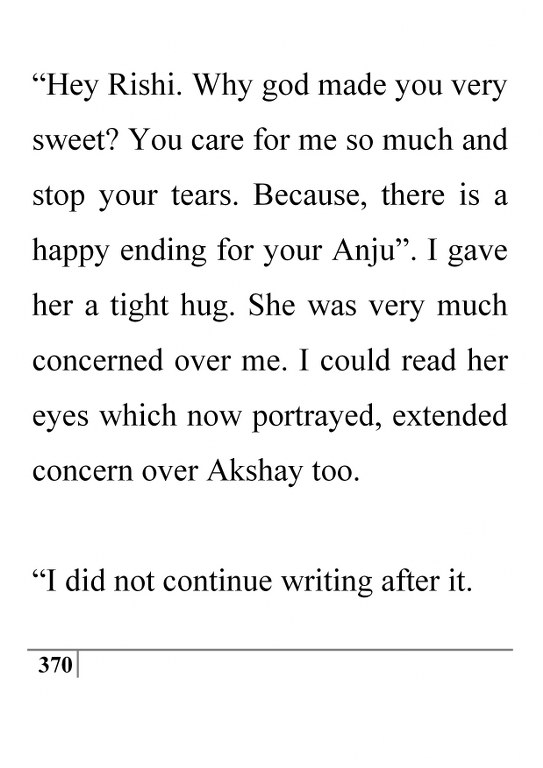 “Hey Rishi. Why god made you very
sweet? You care for me so much and
stop your tears. Because, there is a
happy ending for your Anju”. I gave
her a tight hug. She was very much
concerned over me. I could read her
eyes which now portrayed, extended
concern over Akshay too.
“I did not continue writing after it.
370